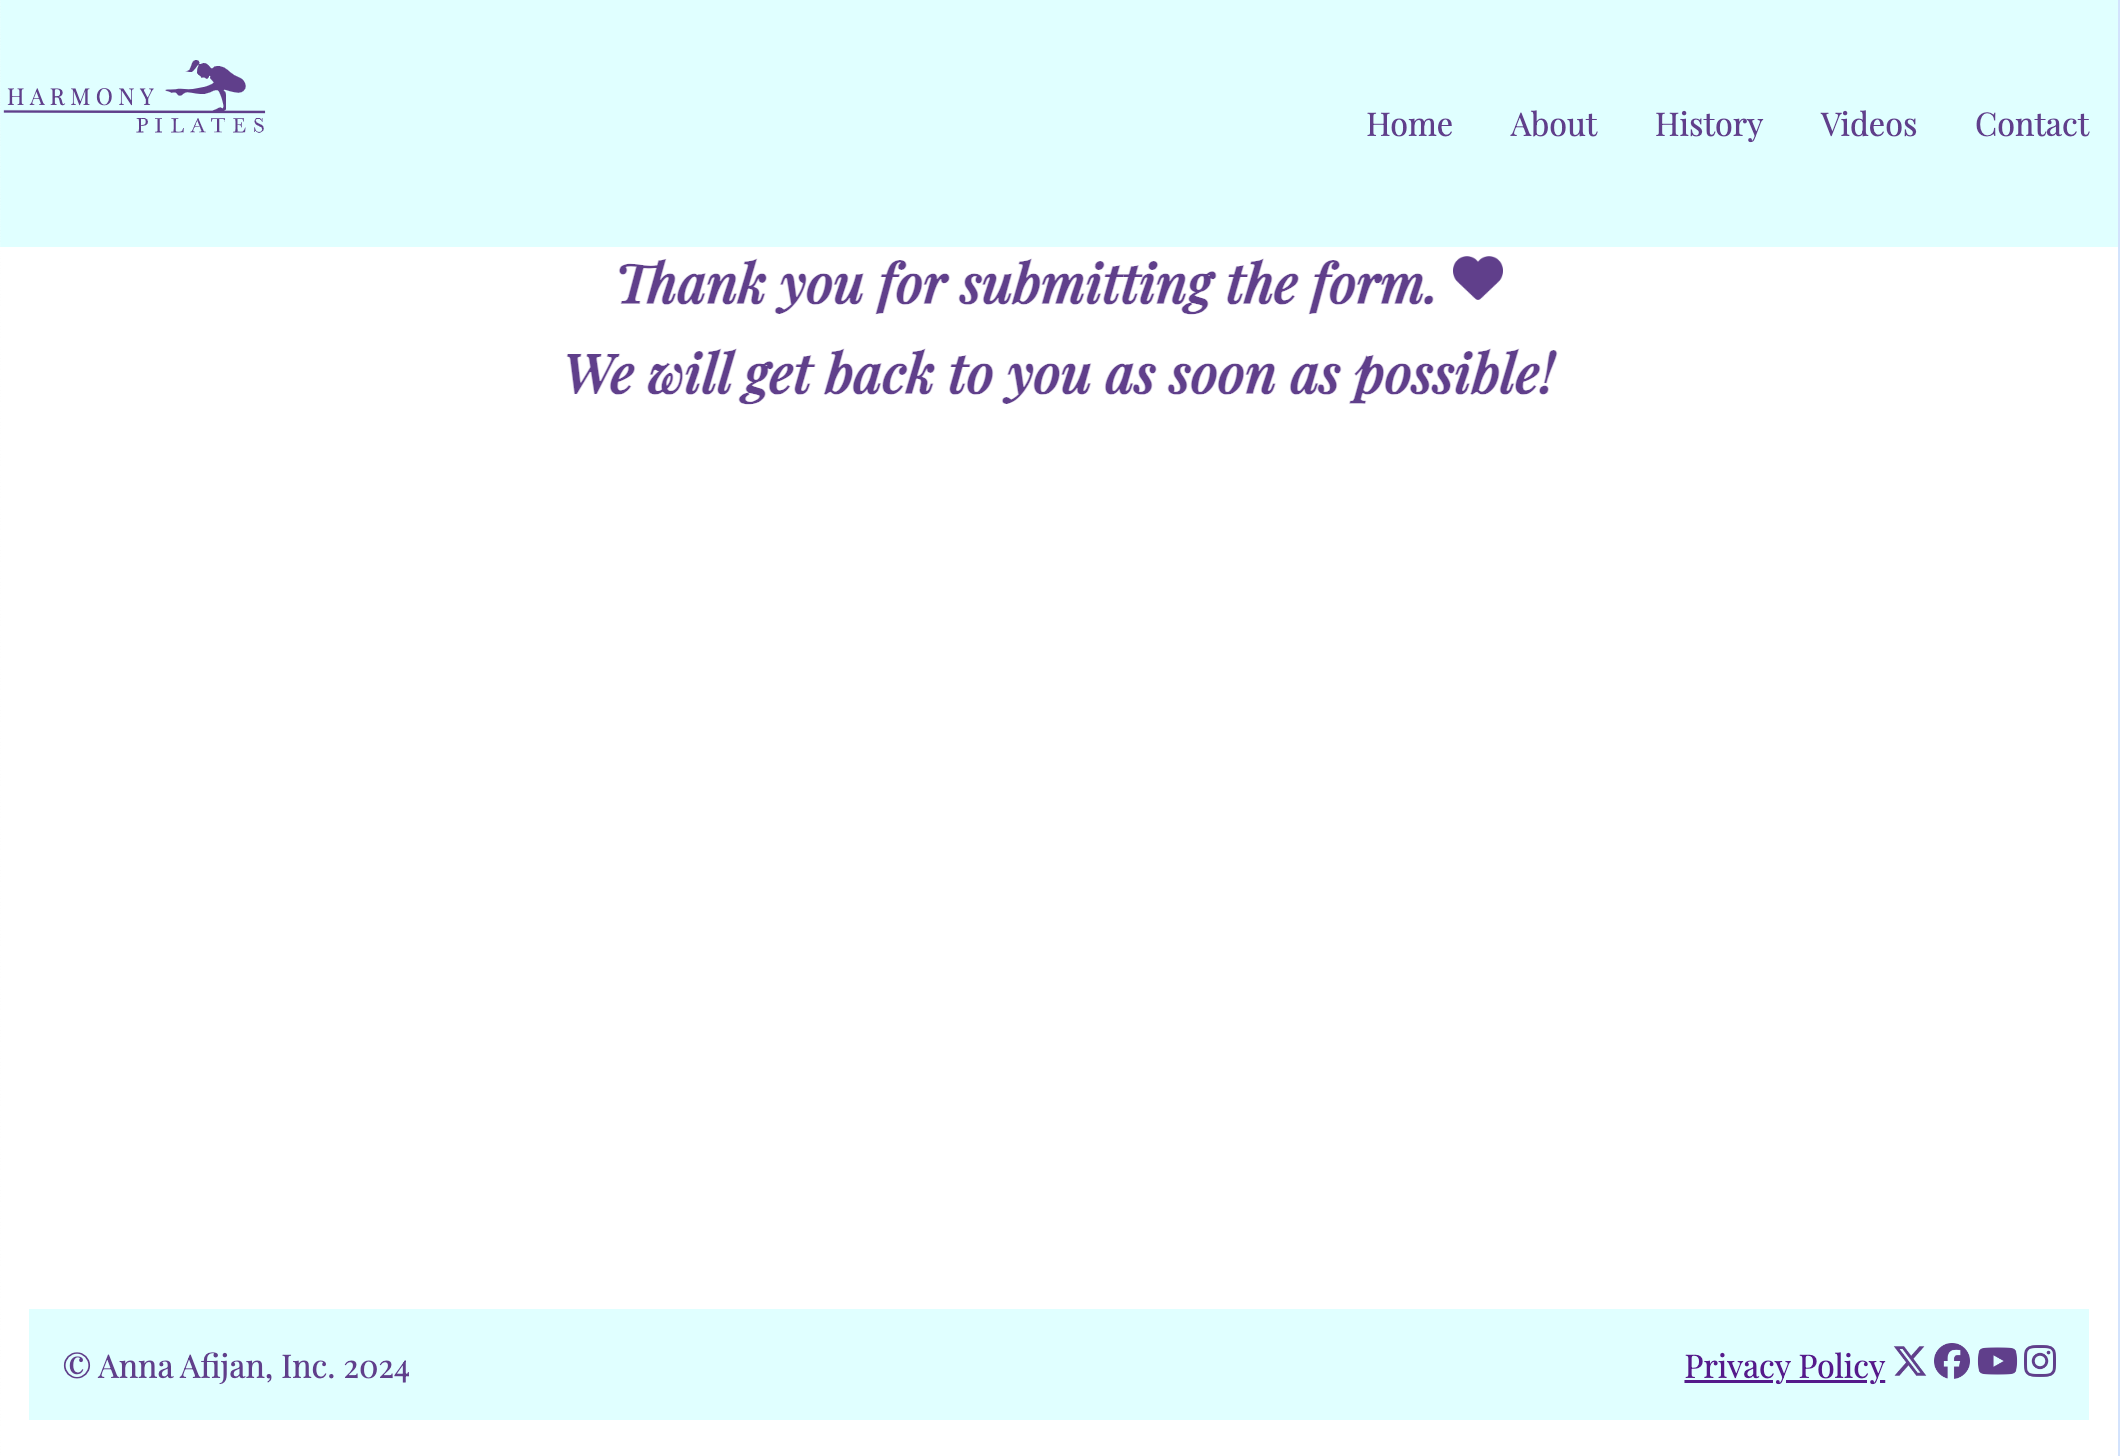 HARMONY
PILATES
Home About History Videos Contact
Thank you for submitting the form.
We will get back to you as soon as possible!
© Anna Afijan, Inc. 2024
Privacy Policy